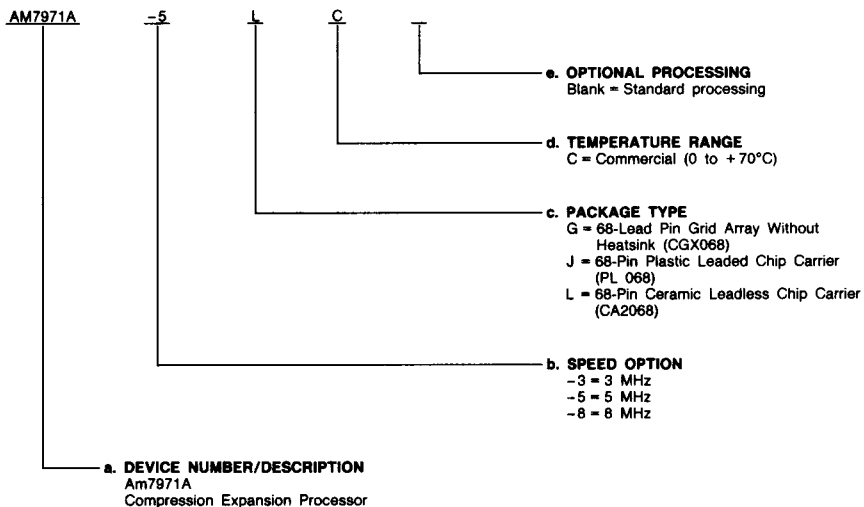 AM7971A -5 L C
e. OPTIONAL PROCESSING
Blank = Standard processing
d. TEMPERATURE RANGE
C = Commercial (0 to +70°C)
c. PACKAGE TYPE
G = 68-Lead Pin Grid Array Without
Heatsink (CGX068)
J = 68-Pin Plastic Leaded Chip Carrier
(PL 068)
L = 68-Pin Ceramic Leadless Chip Carrier
(CA2068)
b. SPEED OPTION
-3 = 3 MHz
-5 = 5 MHz
-8 = 8 MHz
a. DEVICE NUMBER/DESCRIPTION
Am7971A
Compression Expansion Processor